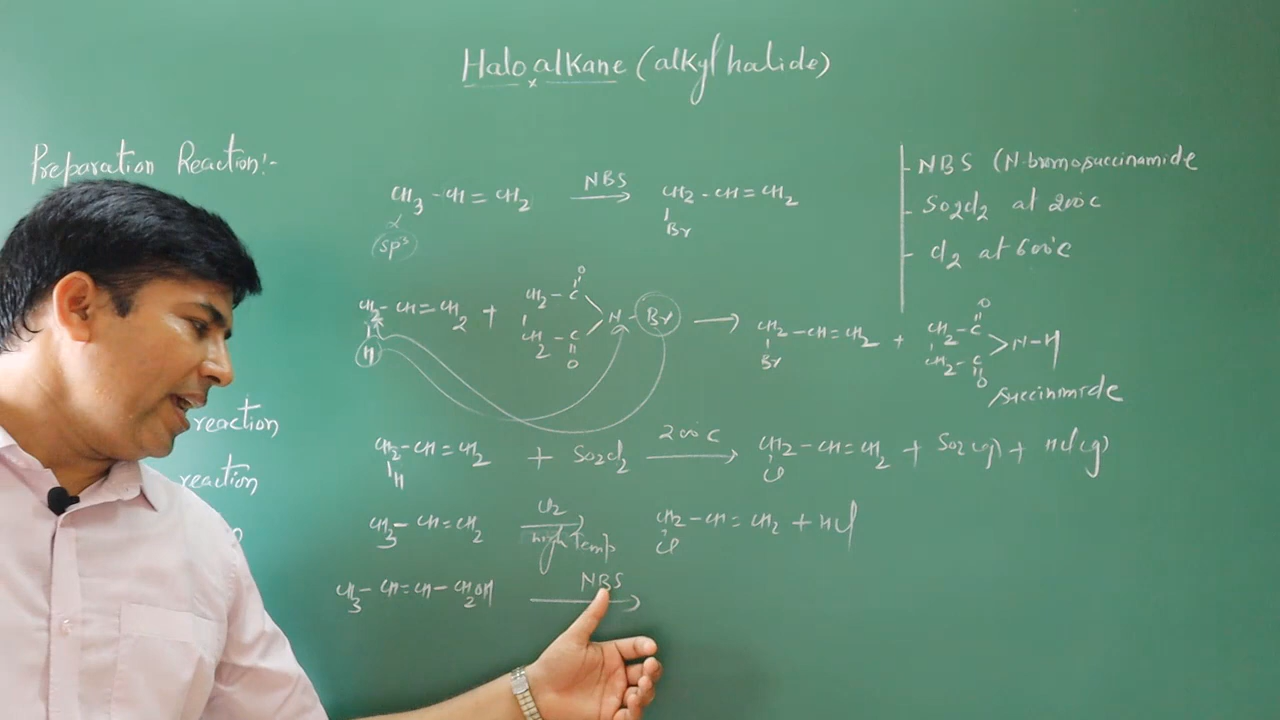 Haloalkane (alkyl halide)
Preparation Reaction:-
CH3-CH=CH2 NBS CH2-CH=CH2
Br
sp3
NBS (N-bromosuccinamide
SO2Cl2 at 200°C
Cl2 at 600°C
CH2-CH=CH2 + CH2-C N-Br CH2-CH=CH2 + CH2-C N-H
H CH2-C Br CH2-C
O O O O
succinimide
reaction
CH2-CH=CH2 + SO2Cl2 200°C CH2-CH=CH2 + SO2(g) + HCl(g)
H Cl
reaction
CH3-CH=CH2 Cl2 CH2-CH=CH2 + HCl
high Temp Cl
CH3-CH=CH-CH2OH NBS